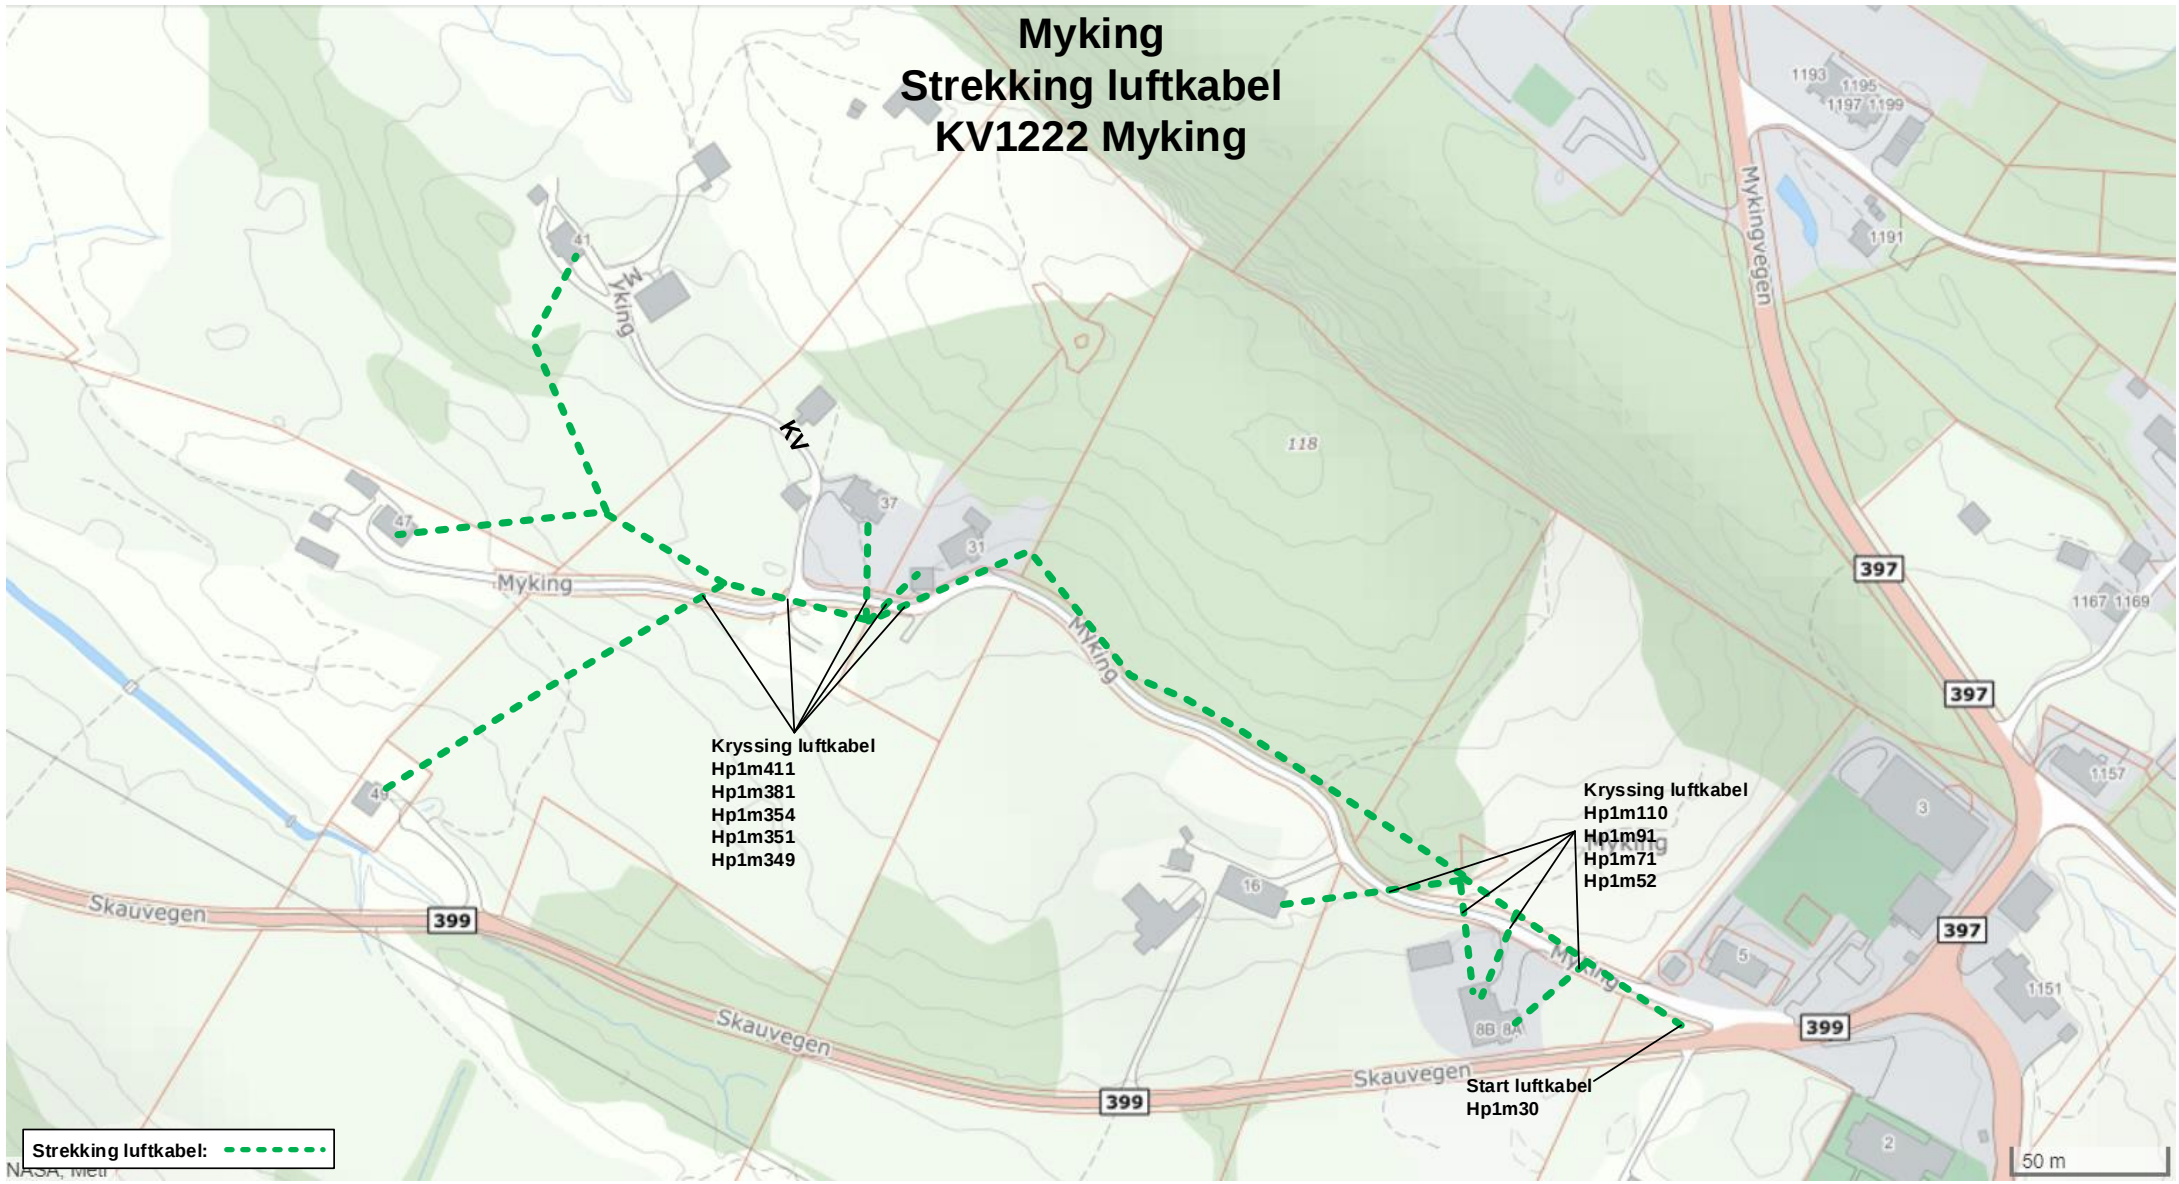 Myking
Strekking luftkabel
KV1222 Myking
1193
1195
1197 1199
Mykingvegen
1191
41
Myking
118
KV
37
47
31
397
Myking
1167 1169
Myking
397
Kryssing luftkabel
Hp1m411
Hp1m381
Hp1m354
Hp1m351
Hp1m349
49
1157
Kryssing luftkabel
Hp1m110
Hp1m91
Hp1m71
Hp1m52
Myking
3
16
Skauvegen
399
397
5
Myking
1151
Skauvegen
8B 8A
399
Skauvegen
Start luftkabel
Hp1m30
399
2
Strekking luftkabel:
50 m